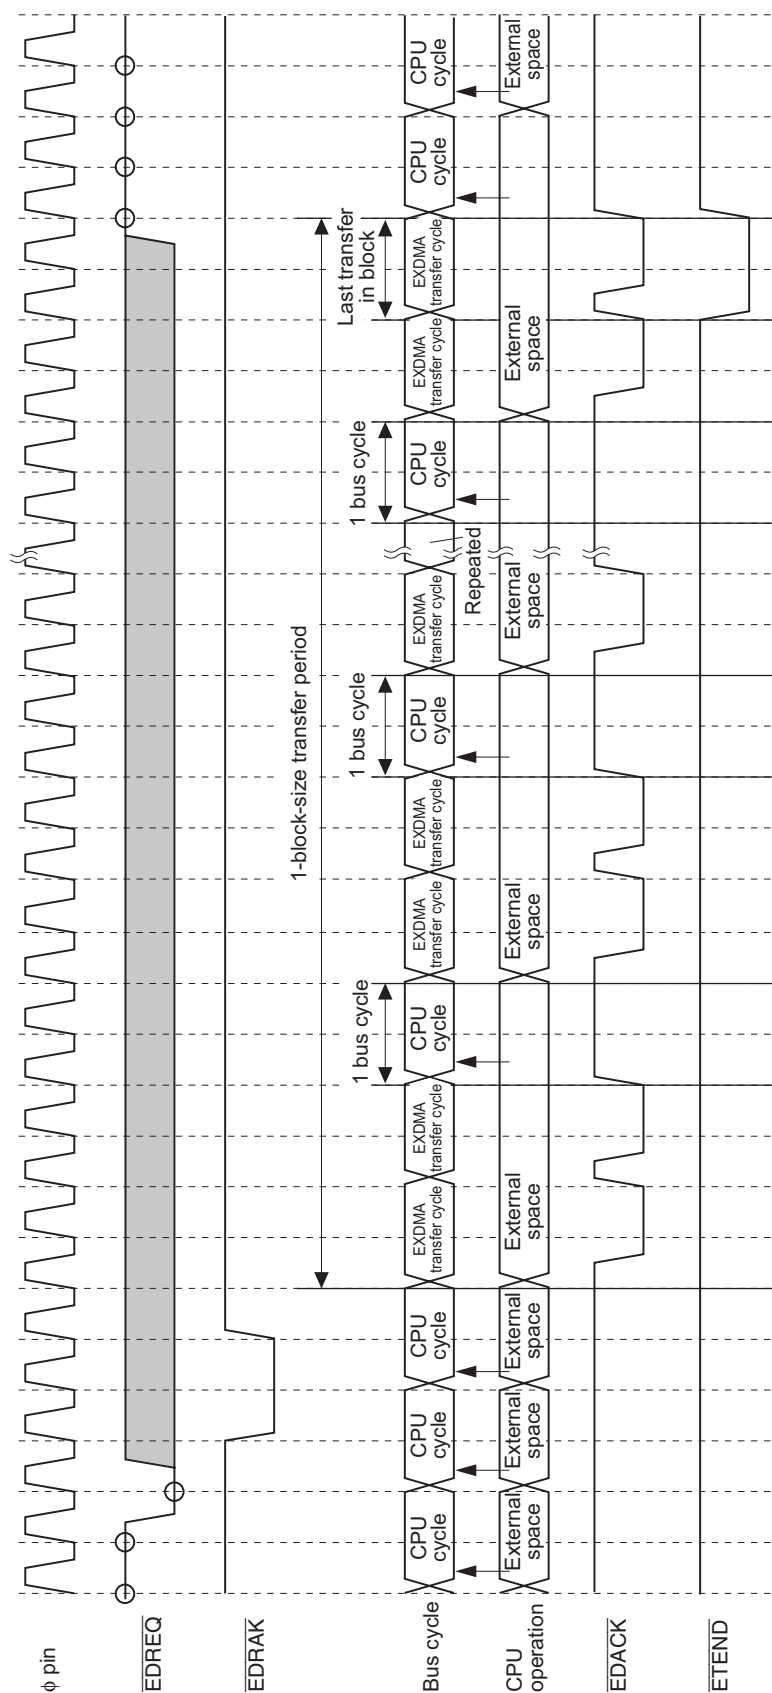 φ pin
EDREQ
EDRAK
1-block-size transfer period
Last transfer
in block
1 bus cycle
1 bus cycle
1 bus cycle
Bus cycle
CPU
cycle
CPU
cycle
CPU
cycle
EXDMA
transfer cycle
EXDMA
transfer cycle
CPU
cycle
EXDMA
transfer cycle
EXDMA
transfer cycle
CPU
cycle
EXDMA
transfer cycle
Repeated
CPU
cycle
EXDMA
transfer cycle
EXDMA
transfer cycle
CPU
cycle
CPU
cycle
CPU
operation
External
space
External
space
External
space
External
space
External
space
External
space
External
space
External
space
EDACK
ETEND